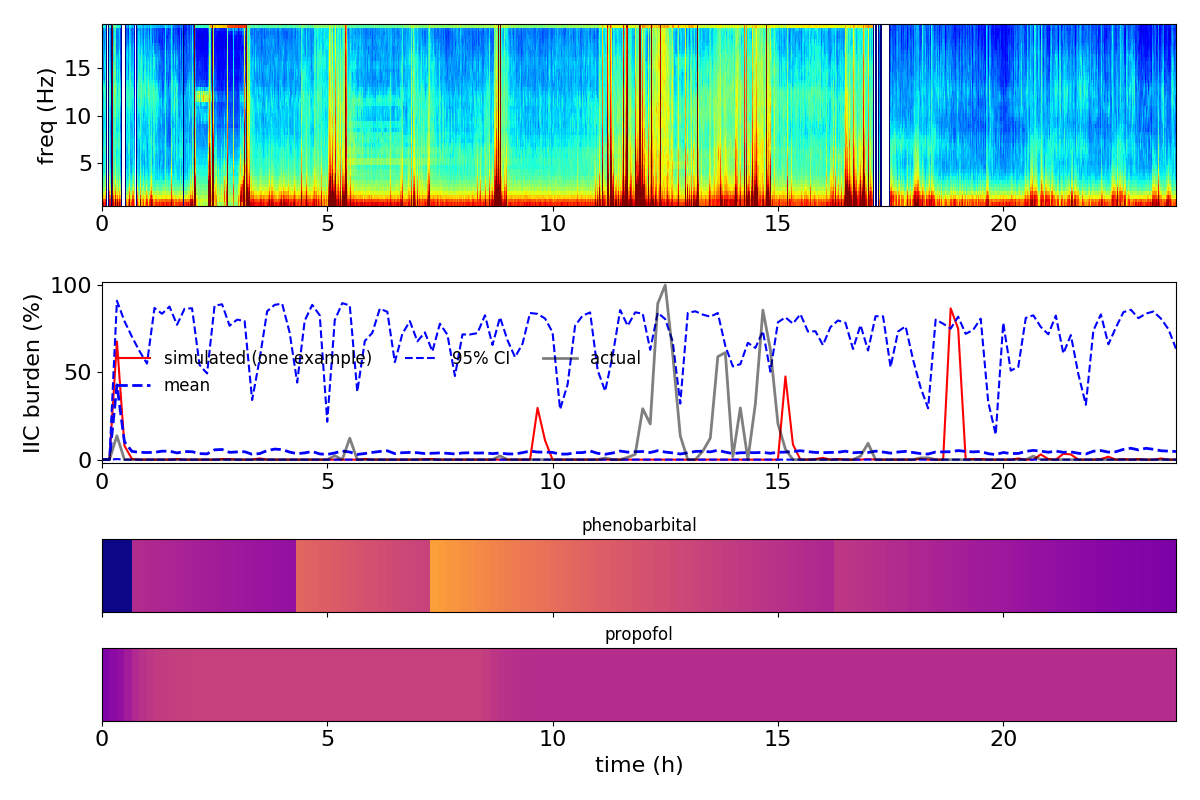 15
10
5
freq (Hz)
0 5 10 15 20
100
50
0
IIC burden (%)
simulated (one example) 95% CI actual
mean
0 5 10 15 20
phenobarbital
propofol
0 5 10 15 20
time (h)